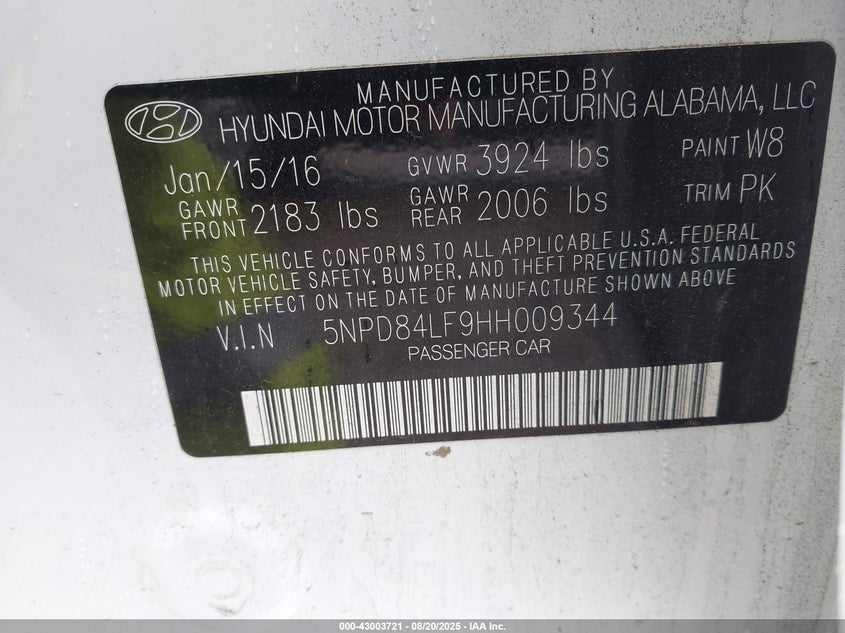 MANUFACTURED BY
HYUNDAI MOTOR MANUFACTURING ALABAMA, LLC
Jan/15/16 GVWR 3924 lbs PAINT W8
GAWR FRONT 2183 lbs GAWR REAR 2006 lbs TRIM PK
THIS VEHICLE CONFORMS TO ALL APPLICABLE U.S.A. FEDERAL
MOTOR VEHICLE SAFETY, BUMPER, AND THEFT PREVENTION STANDARDS
IN EFFECT ON THE DATE OF MANUFACTURE SHOWN ABOVE
V.I.N 5NPD84LF9HH009344
PASSENGER CAR
000-43003721 - 08/20/2025 - IAA Inc.